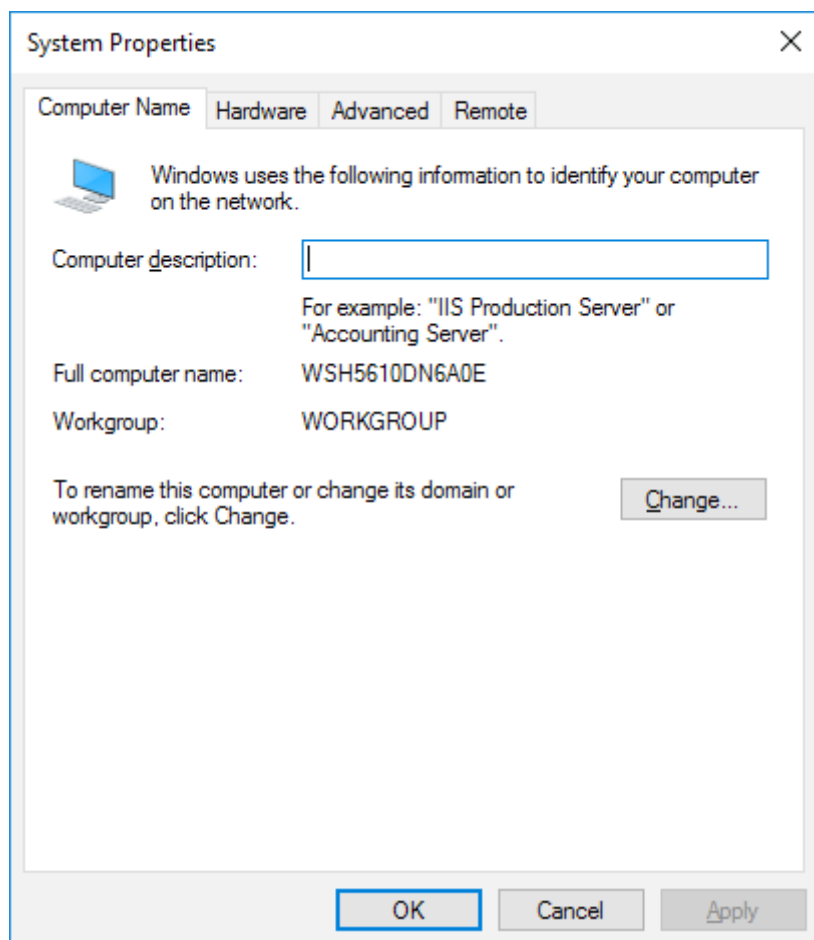 System Properties
Computer Name
Hardware
Advanced
Remote
Windows uses the following information to identify your computer
on the network.
Computer description:
For example: "IIS Production Server" or
"Accounting Server".
Full computer name:
WSH5610DN6A0E
Workgroup:
WORKGROUP
To rename this computer or change its domain or
workgroup, click Change.
Change...
OK
Cancel
Apply